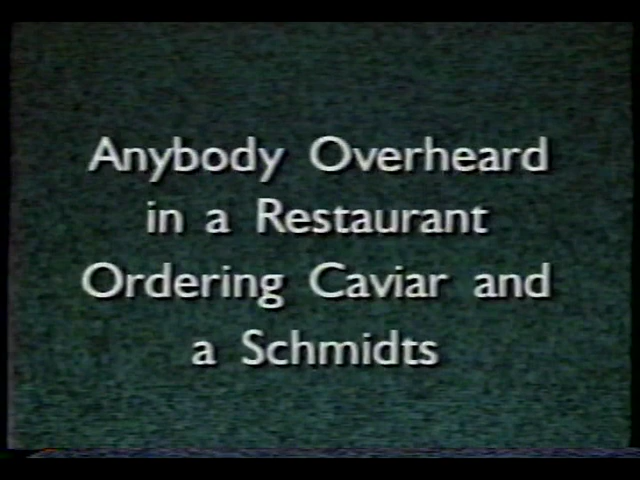 Anybody Overheard
in a Restaurant
Ordering Caviar and
a Schmidts